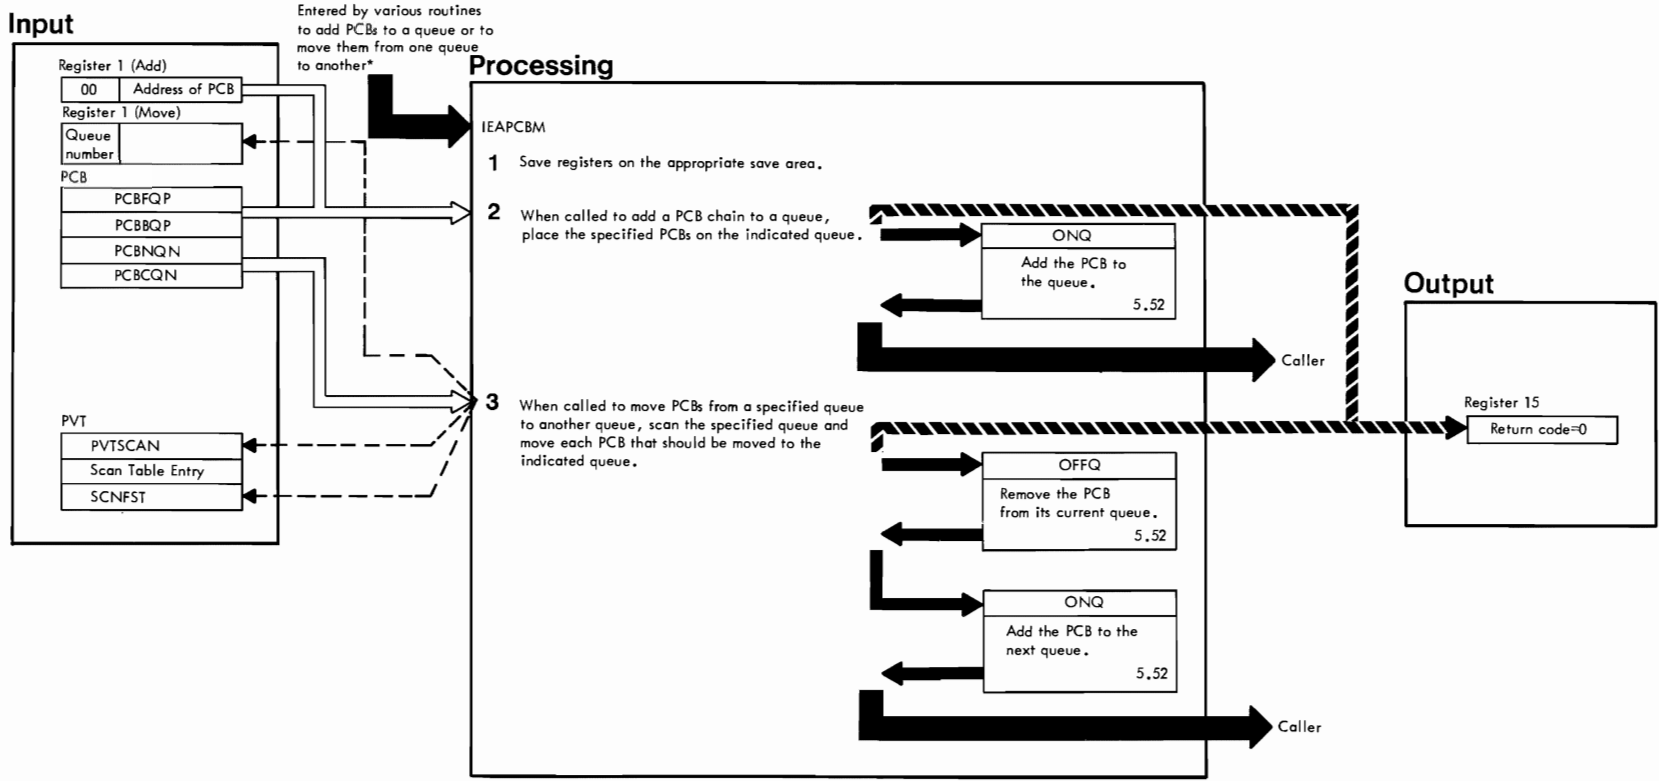 Entered by various routines
to add PCBs to a queue or to
move them from one queue
to another*
Input
Register 1 (Add)
00 Address of PCB
Register 1 (Move)
Queue
number
PCB
PCBFQP
PCBBQP
PCBNQN
PCBCQN
PVT
PVTSCAN
Scan Table Entry
SCNFST
Processing
IEAPCBM
1 Save registers on the appropriate save area.
2 When called to add a PCB chain to a queue,
place the specified PCBs on the indicated queue.
ONQ
Add the PCB to
the queue.
5.52
Caller
3 When called to move PCBs from a specified queue
to another queue, scan the specified queue and
move each PCB that should be moved to the
indicated queue.
OFFQ
Remove the PCB
from its current queue.
5.52
ONQ
Add the PCB to the
next queue.
5.52
Caller
Output
Register 15
Return code=0